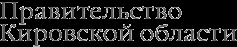 Правительство
Кировской области